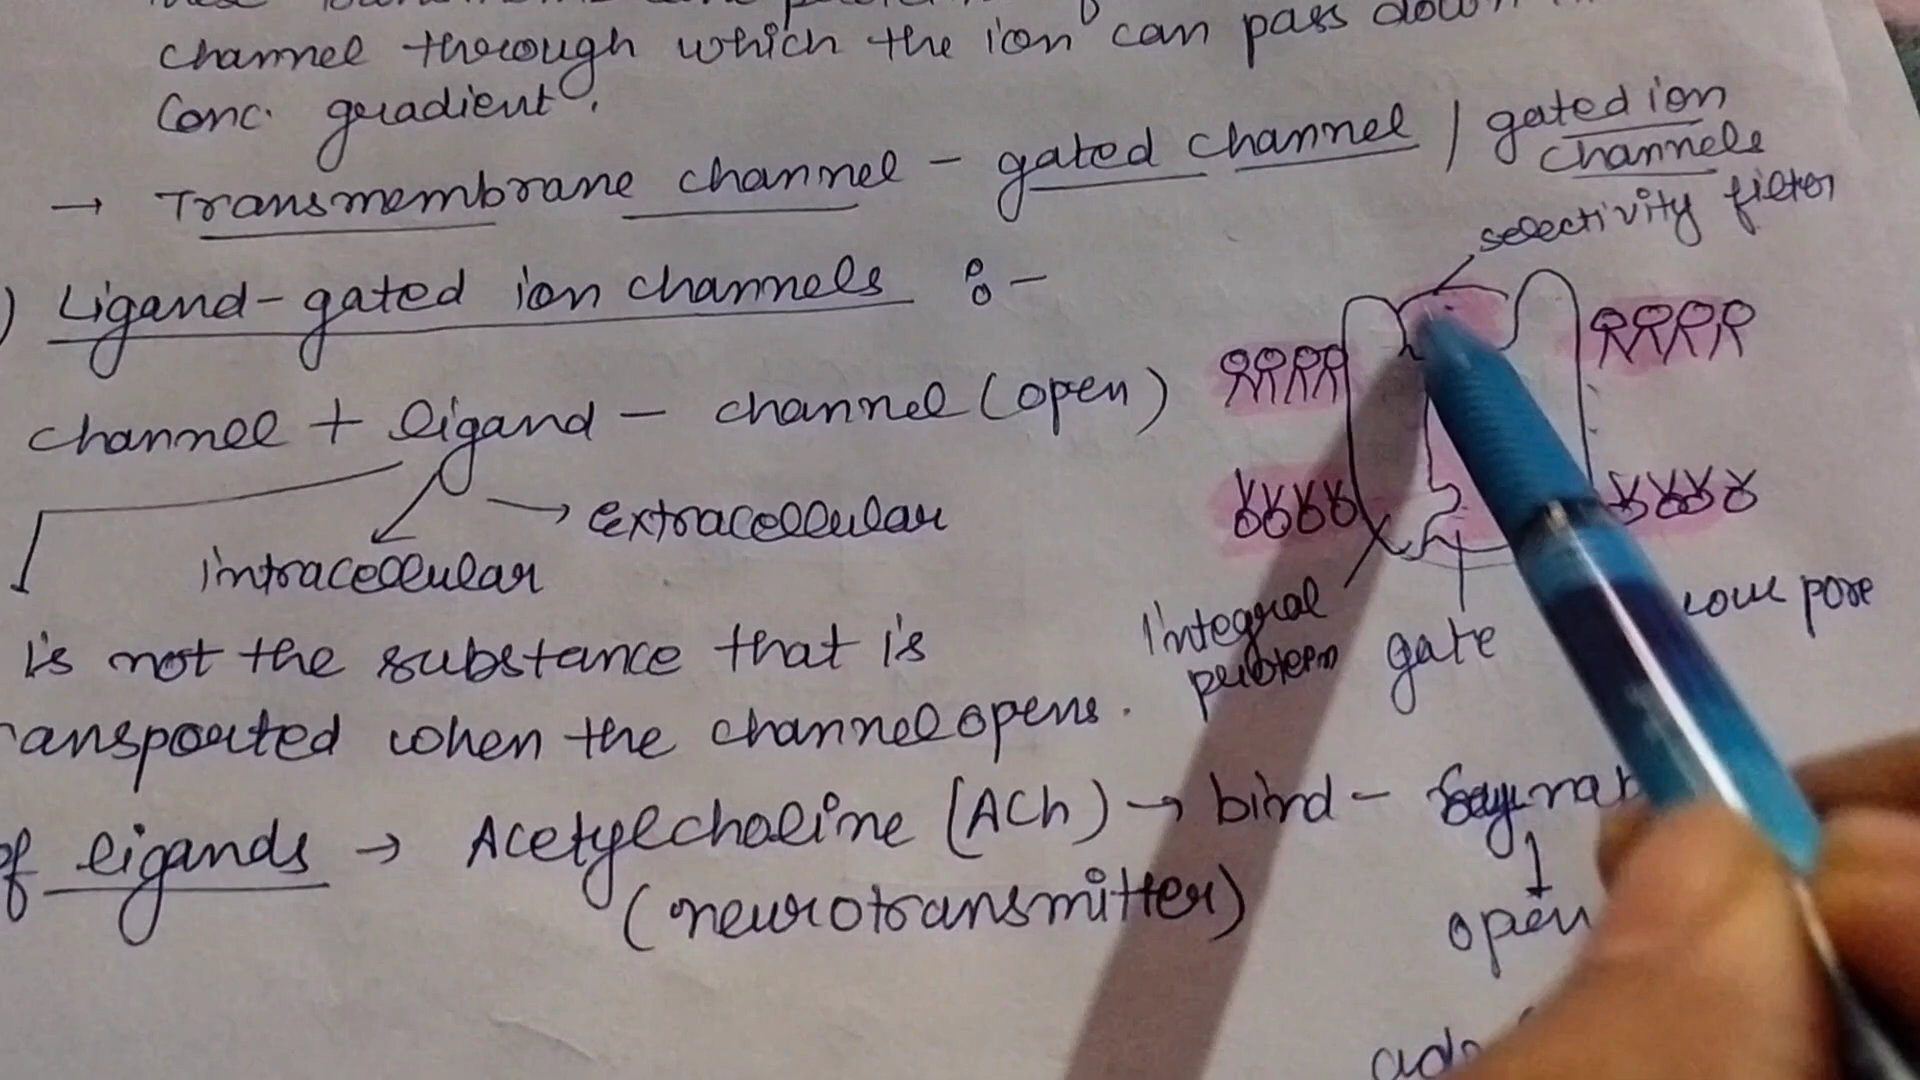 channel through which the ion can pass down
conc. gradient.
→ Transmembrane channel - gated channel / gated ion channels
selectivity filter
) Ligand-gated ion channels :-
channel + ligand - channel (open)
→ extracellular
intracellular
is not the substance that is
ansported when the channel opens.
Integral
protein
gate
pore
of ligands → Acetylcholine (ACh) → bind -
(neurotransmitter)
open